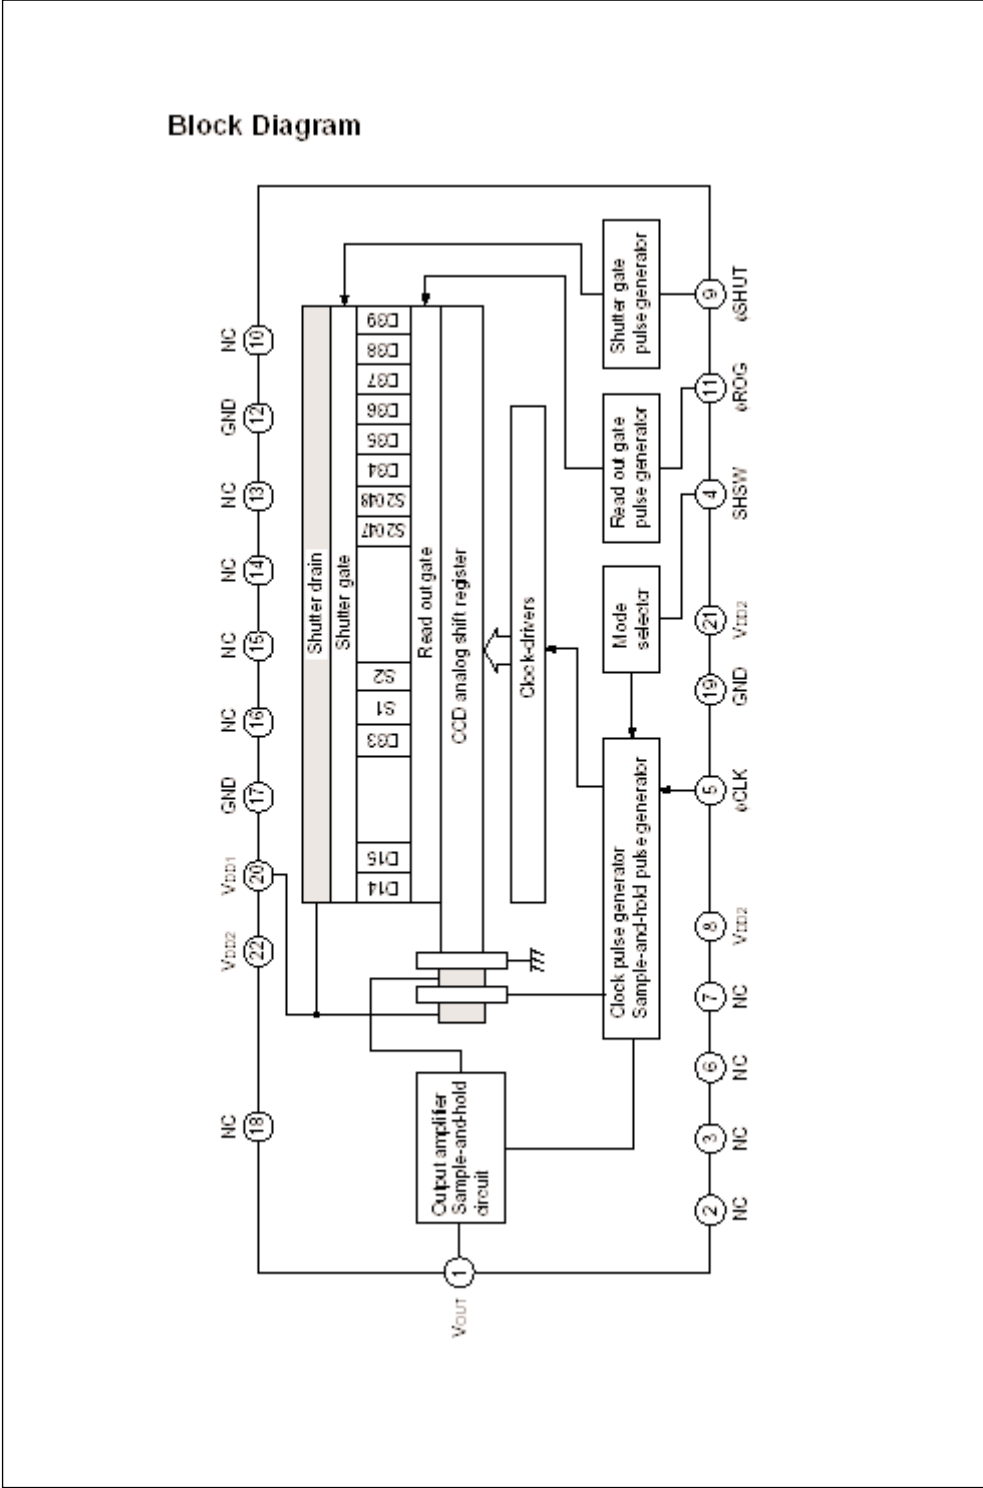 Block Diagram
NC
10
GND
12
NC
13
NC
14
NC
15
NC
16
GND
17
VDD1
20
VDD2
22
NC
18
Shutter drain
Shutter gate
D14
D15
D33
S1
S2
S2047
S2048
D34
D35
D36
D37
D38
D39
Read out gate
CCD analog shift register
Clock-drivers
Output amplifier
Sample-and-hold
circuit
Clock pulse generator
Sample-and-hold pulse generator
Mode
selector
Read out gate
pulse generator
Shutter gate
pulse generator
VOUT
1
2
NC
3
NC
6
NC
7
NC
8
VDD2
5
φCLK
19
GND
21
VDD2
4
SHSW
11
φROG
9
φSHUT